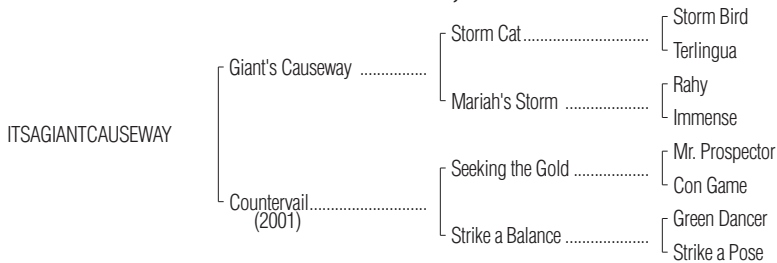 Storm Bird
Storm Cat................................
Terlingua
Giant's Causeway ................
Rahy
Mariah's Storm .....................
Immense
ITSAGIANTCAUSEWAY
Mr. Prospector
Seeking the Gold ...................
Con Game
Countervail.............................
(2001)
Green Dancer
Strike a Balance .....................
Strike a Pose